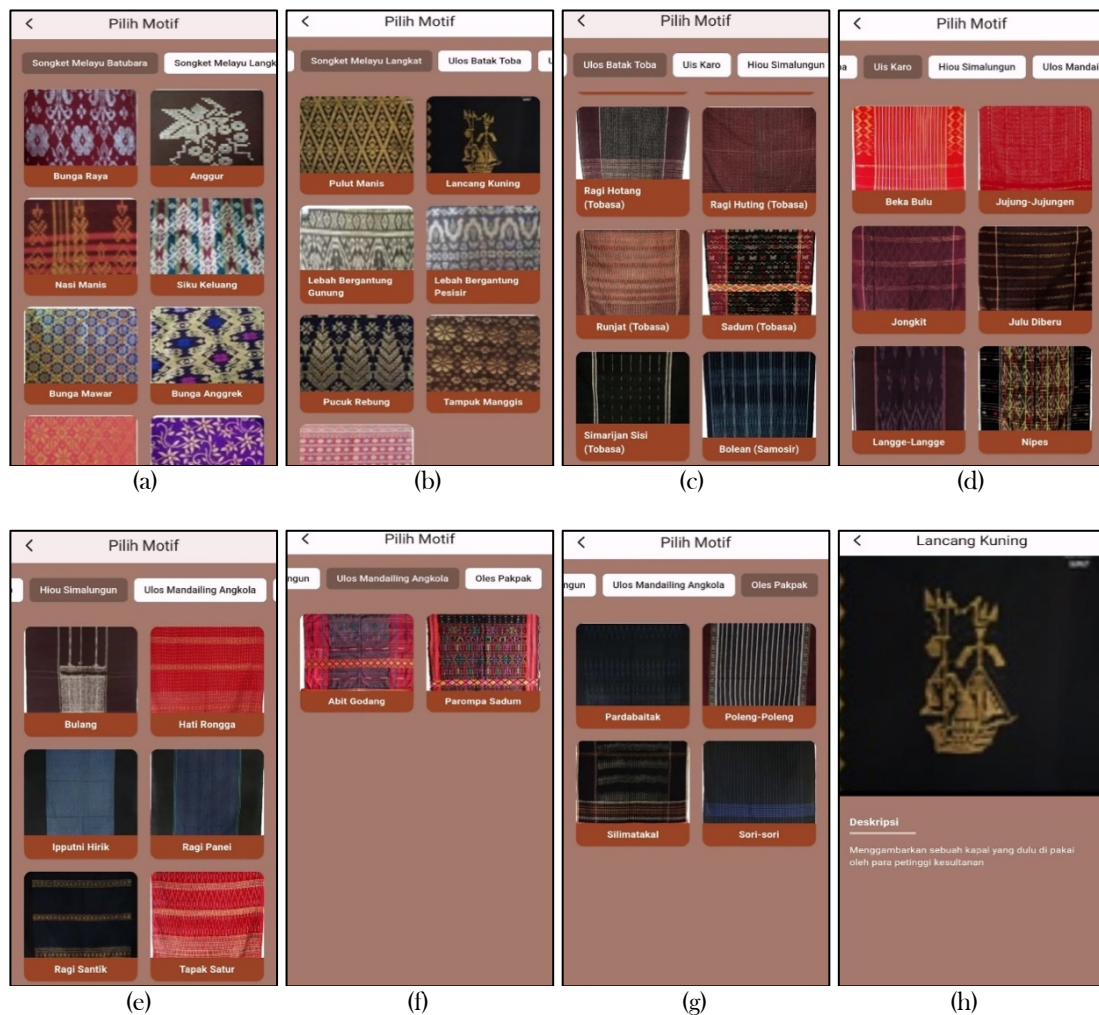 Pilih Motif
Songket Melayu Batubara Songket Melayu Langk
Bunga Raya Anggur
Nasi Manis Siku Keluang
Bunga Mawar Bunga Anggrek
(a)
Pilih Motif
Songket Melayu Langkat Ulos Batak Toba U
Pulut Manis Lancang Kuning
Lebah Bergantung
Gunung
Lebah Bergantung
Pesisir
Pucuk Rebung Tampuk Manggis
(b)
Pilih Motif
Ulos Batak Toba Uis Karo Hiou Simalungun
Ragi Hotang
(Tobasa)
Ragi Huting (Tobasa)
Runjat (Tobasa) Sadum (Tobasa)
Simarijan Sisi
(Tobasa)
Bolean (Samosir)
(c)
Pilih Motif
ba Uis Karo Hiou Simalungun Ulos Mandai
Beka Bulu Jujung-Jujungen
Jongkit Julu Diberu
Langge-Langge Nipes
(d)
Pilih Motif
Hiou Simalungun Ulos Mandailing Angkola
Bulang Hati Rongga
Ipputni Hirik Ragi Panei
Ragi Santik Tapak Satur
(e)
Pilih Motif
ngun Ulos Mandailing Angkola Oles Pakpak
Abit Godang Parompa Sadum
(f)
Pilih Motif
ngun Ulos Mandailing Angkola Oles Pakpak
Pardabaitak Poleng-Poleng
Silimatakal Sori-sori
(g)
Lancang Kuning
Deskripsi
Menggambarkan sebuah kapal yang dulu di pakai
oleh para petinggi kesultanan
(h)